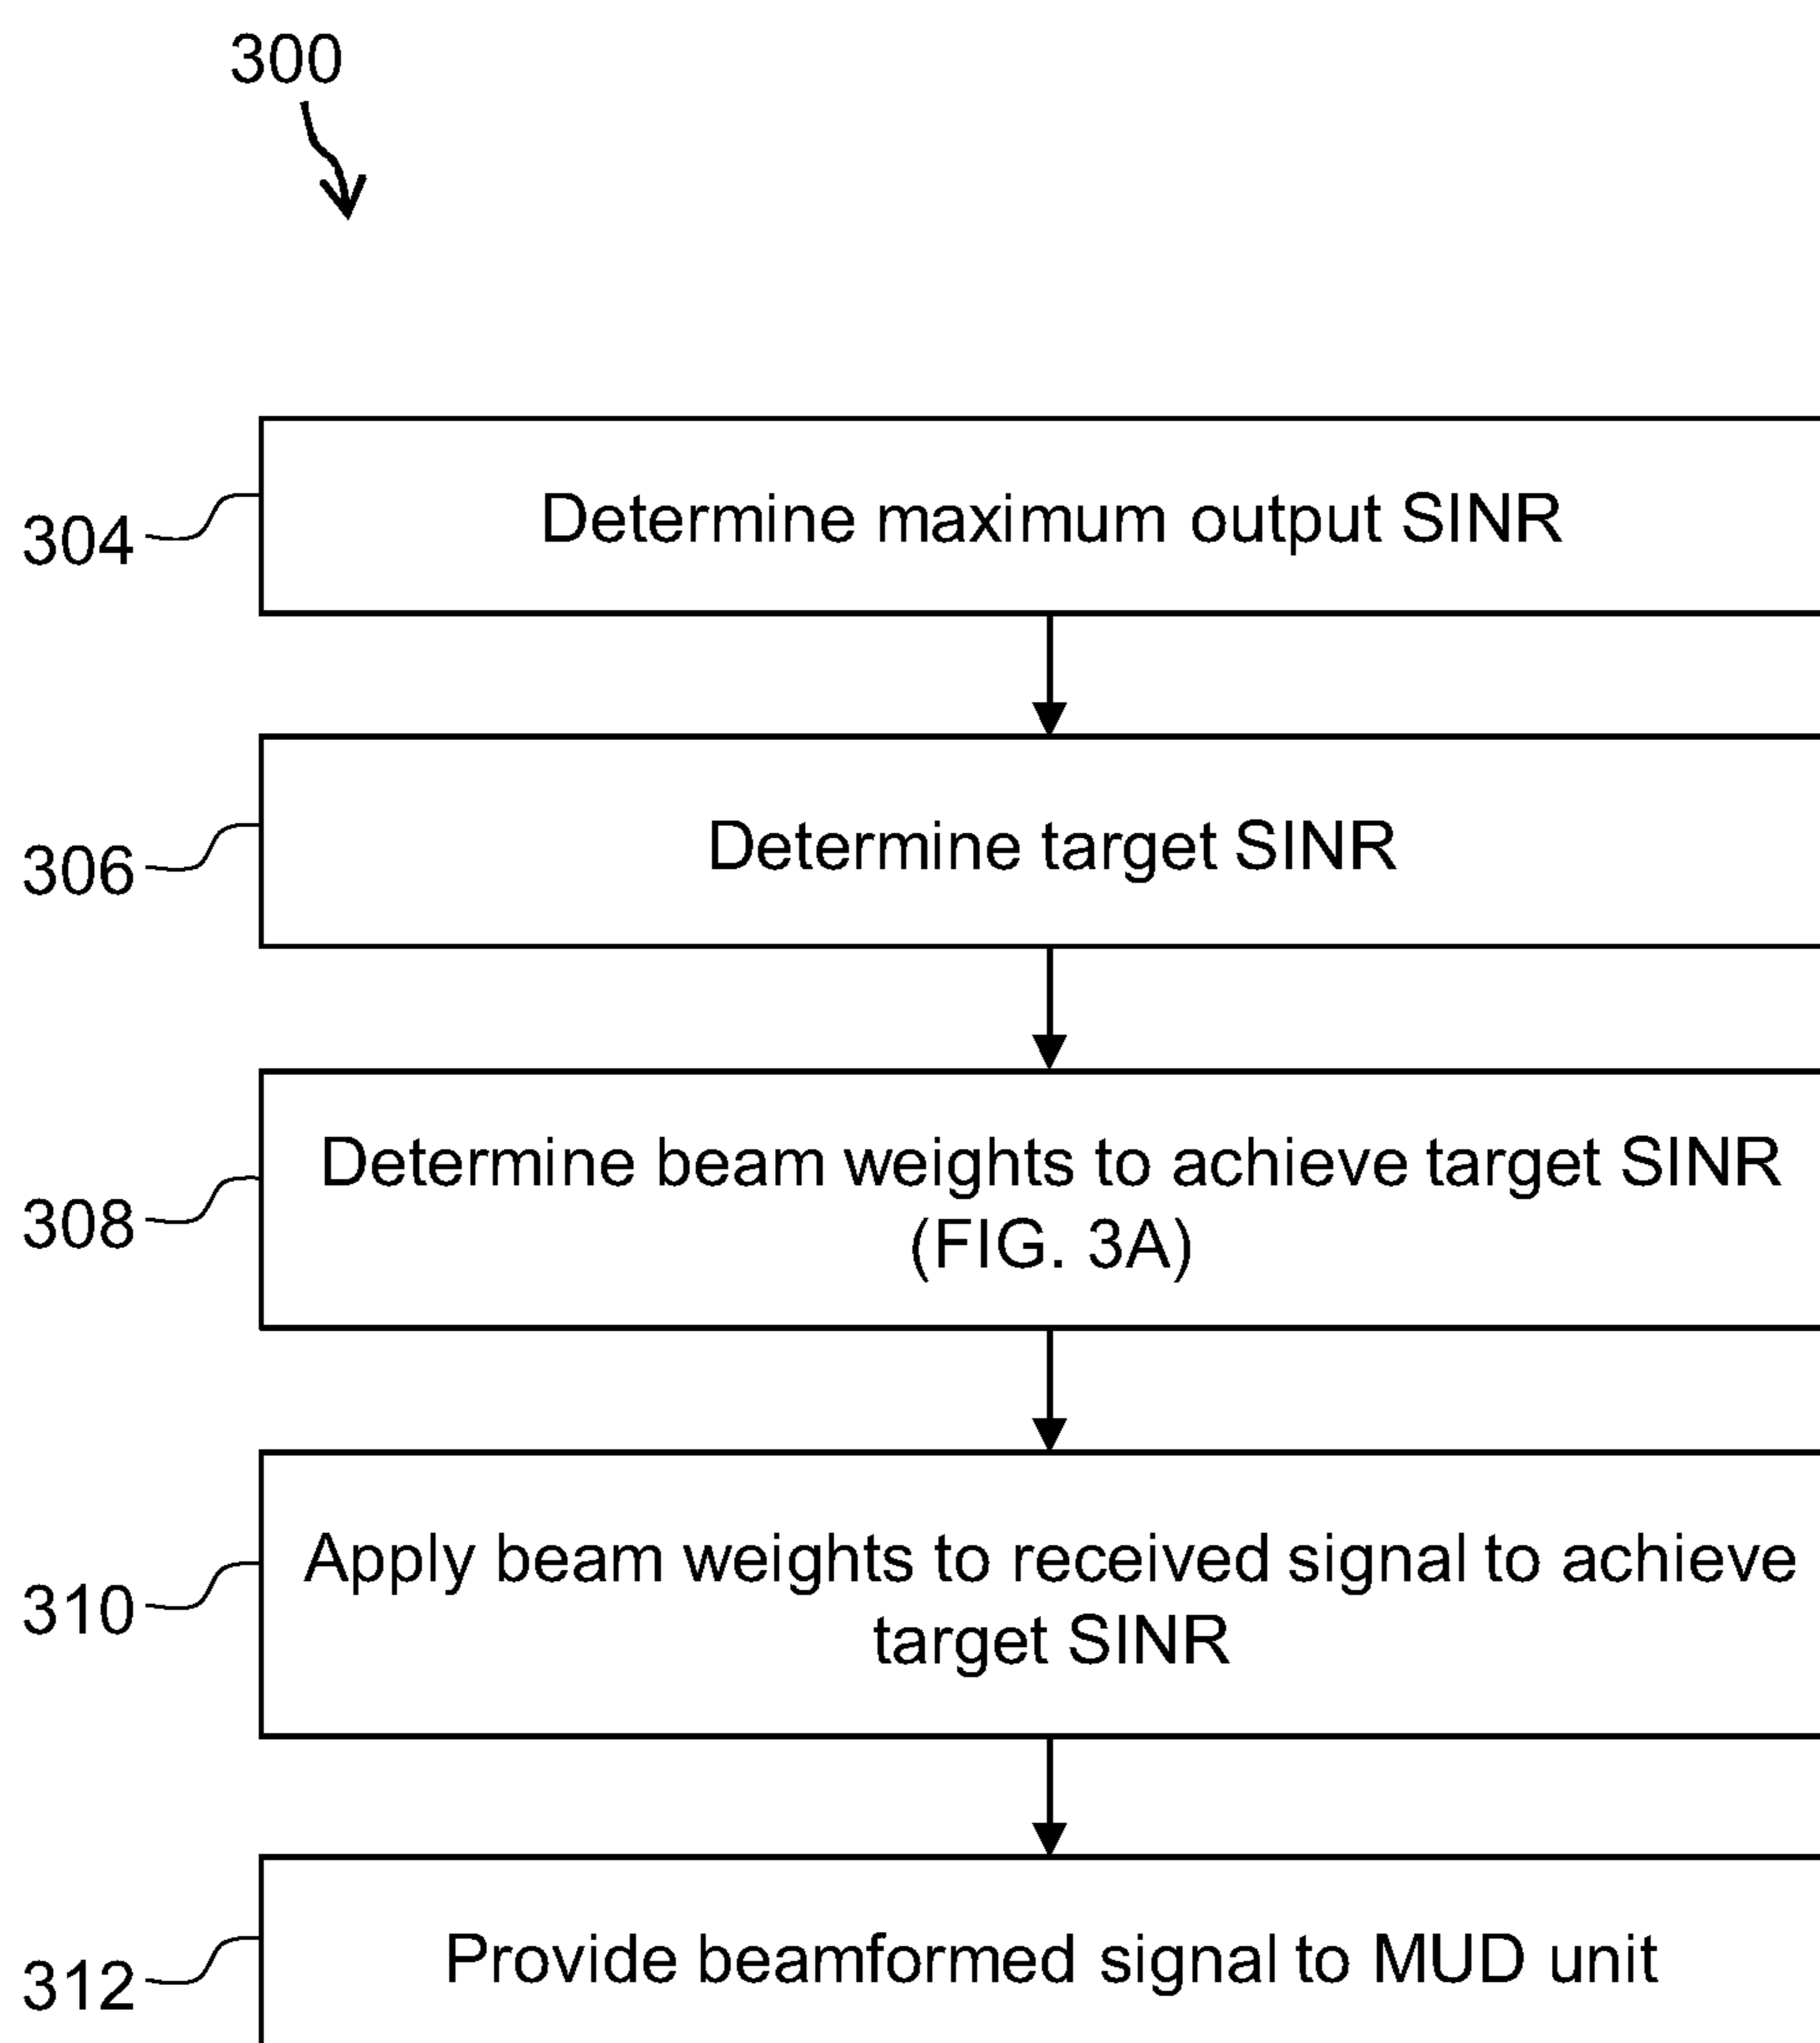 300
304
Determine maximum output SINR
306
Determine target SINR
308
Determine beam weights to achieve target SINR
(FIG. 3A)
310
Apply beam weights to received signal to achieve
target SINR
312
Provide beamformed signal to MUD unit